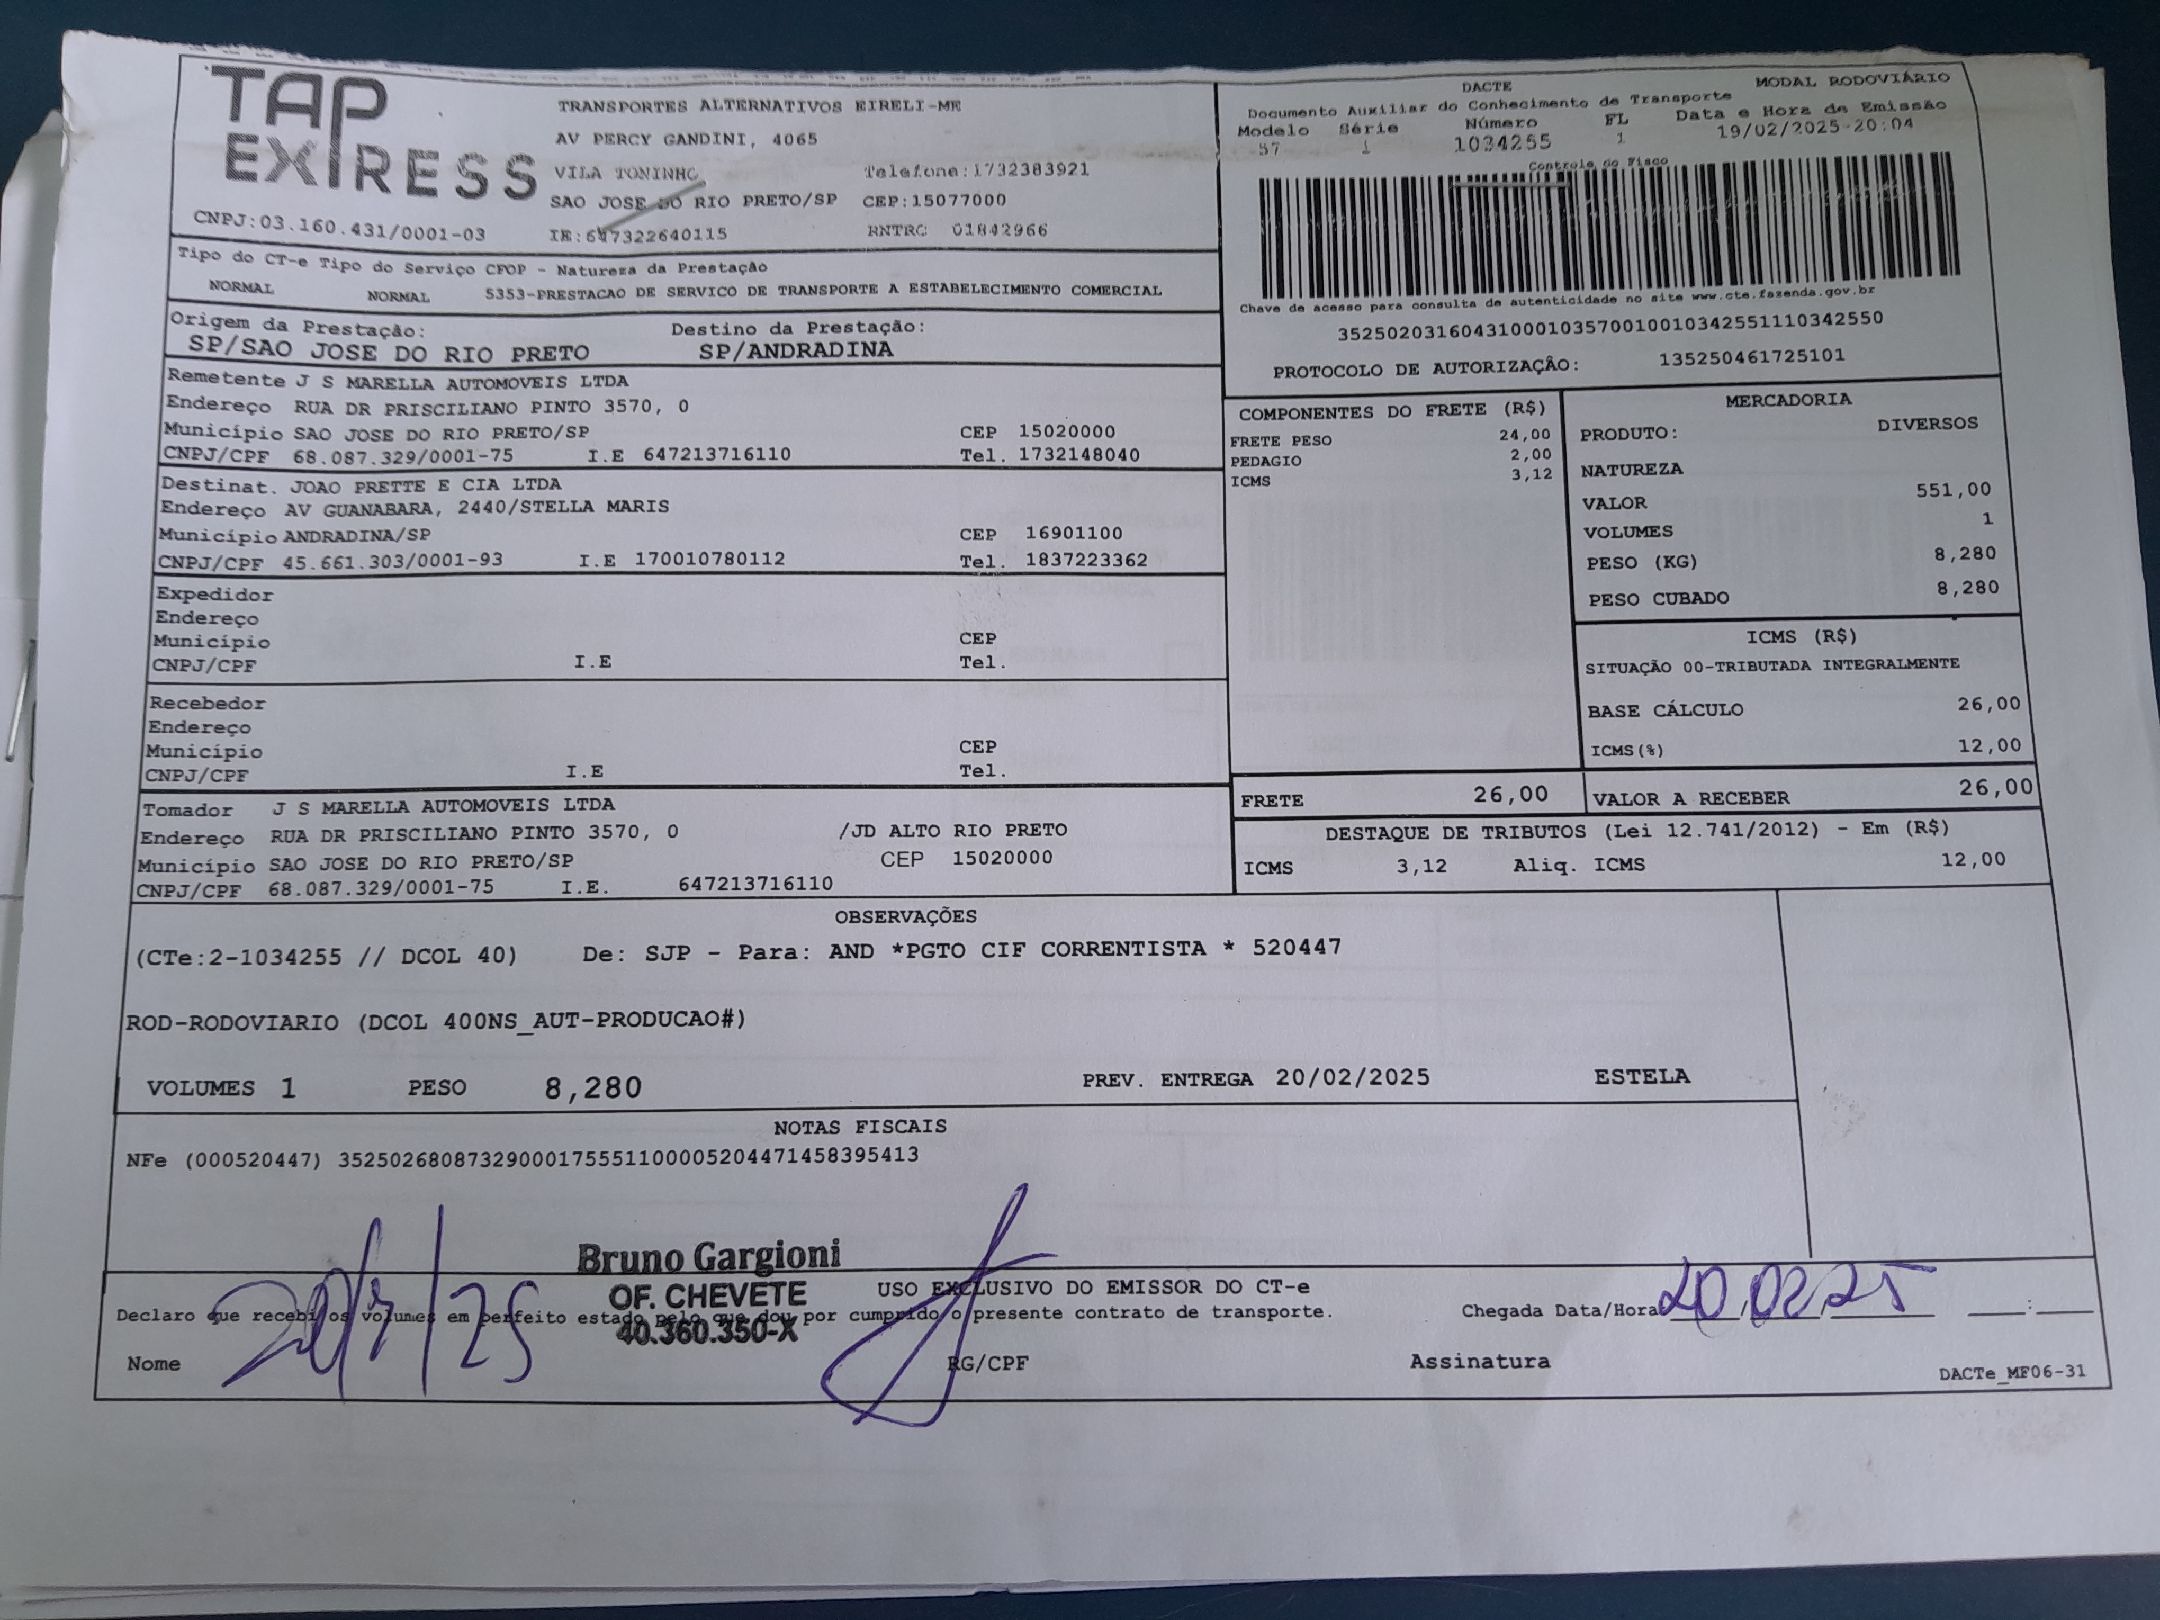 TAP
EXPRESS
TRANSPORTES ALTERNATIVOS EIRELI-ME
AV PERCY GANDINI, 4065
VILA TONINHO Telefone:1732383921
SAO JOSE DO RIO PRETO/SP CEP:15077000
CNPJ:03.160.431/0001-03 IE:647322640115 RNTRC 01842966
DACTE MODAL RODOVIÁRIO
Documento Auxiliar do Conhecimento de Transporte
Modelo Série Número FL Data e Hora de Emissão
57 1 1034255 1 19/02/2025-20:04
Controle do Fisco
Chave de acesso para consulta de autenticidade no site www.cte.fazenda.gov.br
35250203160431000103570010010342551110342550
PROTOCOLO DE AUTORIZAÇÃO: 135250461725101
Tipo do CT-e Tipo do Serviço CFOP - Natureza da Prestação
NORMAL NORMAL 5353-PRESTACAO DE SERVICO DE TRANSPORTE A ESTABELECIMENTO COMERCIAL
Origem da Prestação: Destino da Prestação:
SP/SAO JOSE DO RIO PRETO SP/ANDRADINA
Remetente J S MARELLA AUTOMOVEIS LTDA
Endereço RUA DR PRISCILIANO PINTO 3570, 0
Município SAO JOSE DO RIO PRETO/SP CEP 15020000
CNPJ/CPF 68.087.329/0001-75 I.E 647213716110 Tel. 1732148040
Destinat. JOAO PRETTE E CIA LTDA
Endereço AV GUANABARA, 2440/STELLA MARIS
Município ANDRADINA/SP CEP 16901100
CNPJ/CPF 45.661.303/0001-93 I.E 170010780112 Tel. 1837223362
Expedidor
Endereço
Município CEP
CNPJ/CPF I.E Tel.
Recebedor
Endereço
Município CEP
CNPJ/CPF I.E Tel.
Tomador J S MARELLA AUTOMOVEIS LTDA
Endereço RUA DR PRISCILIANO PINTO 3570, 0 /JD ALTO RIO PRETO
Município SAO JOSE DO RIO PRETO/SP CEP 15020000
CNPJ/CPF 68.087.329/0001-75 I.E. 647213716110
COMPONENTES DO FRETE (R$)
FRETE PESO 24,00
PEDAGIO 2,00
ICMS 3,12
MERCADORIA
PRODUTO: DIVERSOS
NATUREZA
VALOR 551,00
VOLUMES 1
PESO (KG) 8,280
PESO CUBADO 8,280
ICMS (R$)
SITUAÇÃO 00-TRIBUTADA INTEGRALMENTE
BASE CÁLCULO 26,00
ICMS(%) 12,00
FRETE 26,00 VALOR A RECEBER 26,00
DESTAQUE DE TRIBUTOS (Lei 12.741/2012) - Em (R$)
ICMS 3,12 Aliq. ICMS 12,00
OBSERVAÇÕES
(CTe:2-1034255 // DCOL 40) De: SJP - Para: AND *PGTO CIF CORRENTISTA * 520447
ROD-RODOVIARIO (DCOL 400NS_AUT-PRODUCAO#)
VOLUMES 1 PESO 8,280 PREV. ENTREGA 20/02/2025 ESTELA
NOTAS FISCAIS
NFe (000520447) 35250268087329000175551100005204471458395413
Bruno Gargioni
OF. CHEVETE
40.360.350-X
20/2/25
USO EXCLUSIVO DO EMISSOR DO CT-e
Declaro que recebi os volumes em perfeito estado pelo que dou por cumprido o presente contrato de transporte. Chegada Data/Hora 20/02/25 __:__
Nome RG/CPF Assinatura
DACTe_MF06-31